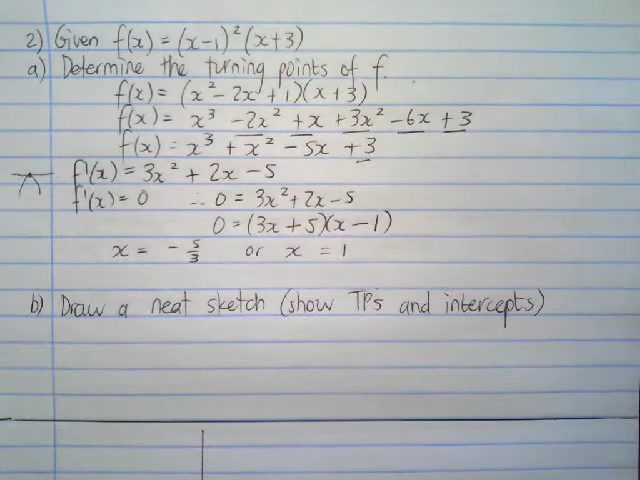 2) Given f(x) = (x-1)²(x+3)
a) Determine the turning points of f.
f(x) = (x² - 2x + 1)(x + 3)
f(x) = x³ - 2x² + x + 3x² - 6x + 3
f(x) = x³ + x² - 5x + 3
f'(x) = 3x² + 2x - 5
f'(x) = 0 ∴ 0 = 3x² + 2x - 5
0 = (3x + 5)(x - 1)
x = - 5/3 or x = 1
b) Draw a neat sketch (show TPs and intercepts)